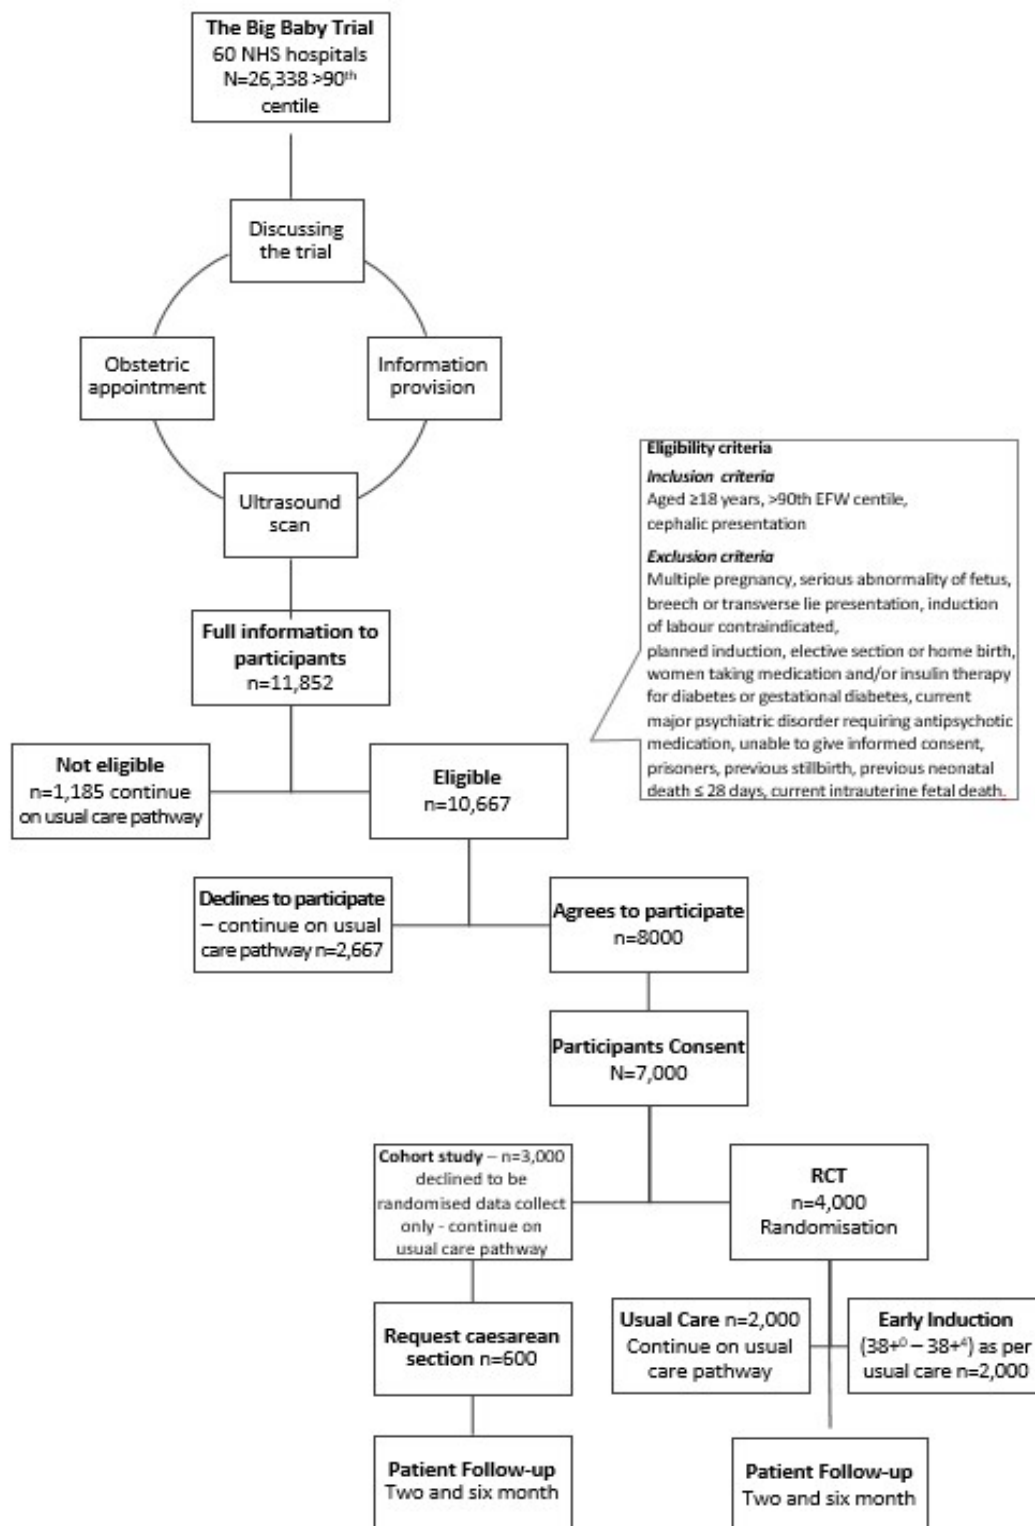 The Big Baby Trial
60 NHS hospitals
N=26,338 >90th
centile
Discussing
the trial
Obstetric
appointment
Information
provision
Ultrasound
scan
Eligibility criteria
Inclusion criteria
Aged ≥18 years, >90th EFW centile,
cephalic presentation
Exclusion criteria
Multiple pregnancy, serious abnormality of fetus,
breech or transverse lie presentation, induction
of labour contraindicated,
planned induction, elective section or home birth,
women taking medication and/or insulin therapy
for diabetes or gestational diabetes, current
major psychiatric disorder requiring antipsychotic
medication, unable to give informed consent,
prisoners, previous stillbirth, previous neonatal
death ≤ 28 days, current intrauterine fetal death.
Full information to
participants
n=11,852
Not eligible
n=1,185 continue
on usual care pathway
Eligible
n=10,667
Declines to participate
– continue on usual
care pathway n=2,667
Agrees to participate
n=8000
Participants Consent
N=7,000
Cohort study – n=3,000
declined to be
randomised data collect
only - continue on
usual care pathway
RCT
n=4,000
Randomisation
Request caesarean
section n=600
Usual Care n=2,000
Continue on usual
care pathway
Early Induction
(38+⁰ – 38+⁴) as per
usual care n=2,000
Patient Follow-up
Two and six month
Patient Follow-up
Two and six month